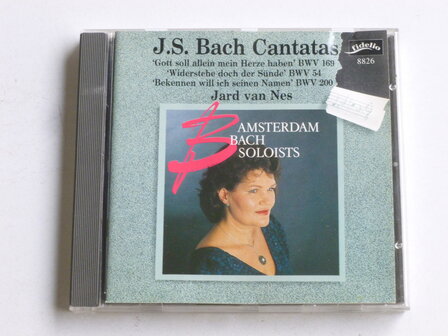 J.S. Bach Cantatas
fidelio
8826
‘Gott soll allein mein Herze haben’ BWV 169
‘Widerstehe doch der Sünde’ BWV 54
‘Bekennen will ich seinen Namen’ BWV 200
Jard van Nes
AMSTERDAM
BACH
SOLOISTS